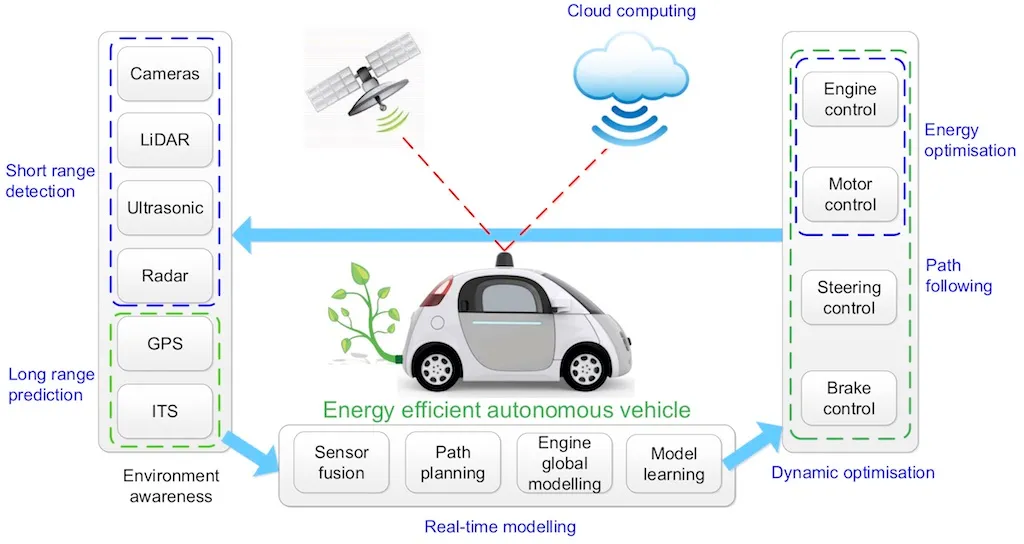 Cloud computing
Short range
detection
Long range
prediction
Cameras
LiDAR
Ultrasonic
Radar
GPS
ITS
Environment
awareness
Energy efficient autonomous vehicle
Sensor
fusion
Path
planning
Engine
global
modelling
Model
learning
Real-time modelling
Engine
control
Motor
control
Steering
control
Brake
control
Energy
optimisation
Path
following
Dynamic optimisation